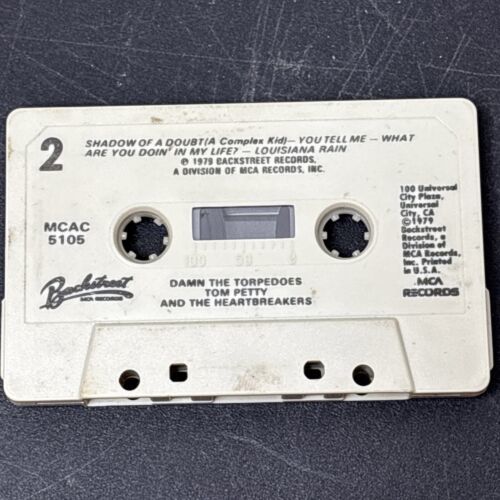 2
SHADOW OF A DOUBT (A Complex Kid) — YOU TELL ME — WHAT
ARE YOU DOIN' IN MY LIFE? — LOUISIANA RAIN
℗ 1979 BACKSTREET RECORDS,
A DIVISION OF MCA RECORDS, INC.
MCAC
5105
100 50 0
100 Universal
City Plaza,
Universal
City, CA
©1979
Backstreet
Records, a
Division of
MCA Records,
Inc. Printed
in U.S.A.
Backstreet
MCA RECORDS
DAMN THE TORPEDOES
TOM PETTY
AND THE HEARTBREAKERS
MCA
RECORDS